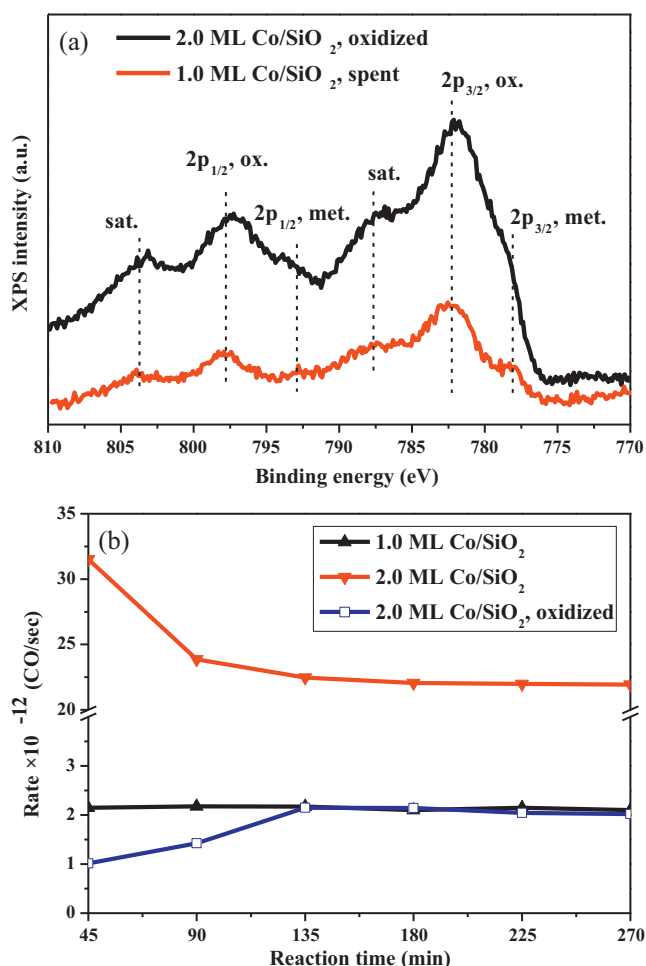 (a)
2.0 ML Co/SiO2, oxidized
1.0 ML Co/SiO2, spent
2p3/2, ox.
2p1/2, ox.
sat.
2p1/2, met.
sat.
2p3/2, met.
XPS intensity (a.u.)
810 805 800 795 790 785 780 775 770
Binding energy (eV)
(b)
35
30
25
20
3
2
1
0
1.0 ML Co/SiO2
2.0 ML Co/SiO2
2.0 ML Co/SiO2, oxidized
Rate ×10 -12 (CO/sec)
45 90 135 180 225 270
Reaction time (min)